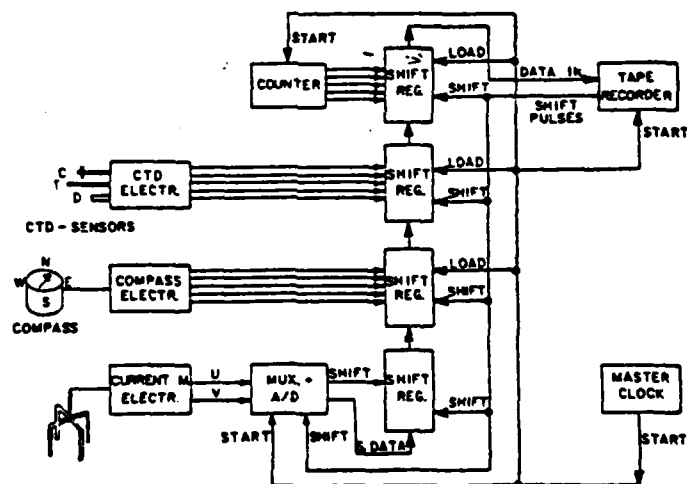 START
LOAD
COUNTER
SHIFT
REG.
DATA IN
TAPE
RECORDER
SHIFT
SHIFT
PULSES
START
C
T
D
CTD
ELECTR.
SHIFT
REG.
LOAD
SHIFT
CTD - SENSORS
N
W
E
S
COMPASS
COMPASS
ELECTR.
SHIFT
REG.
LOAD
SHIFT
CURRENT M.
ELECTR.
U
V
MUX. +
A/D
SHIFT
SHIFT
REG.
SHIFT
S.DATA
START
SHIFT
MASTER
CLOCK
START